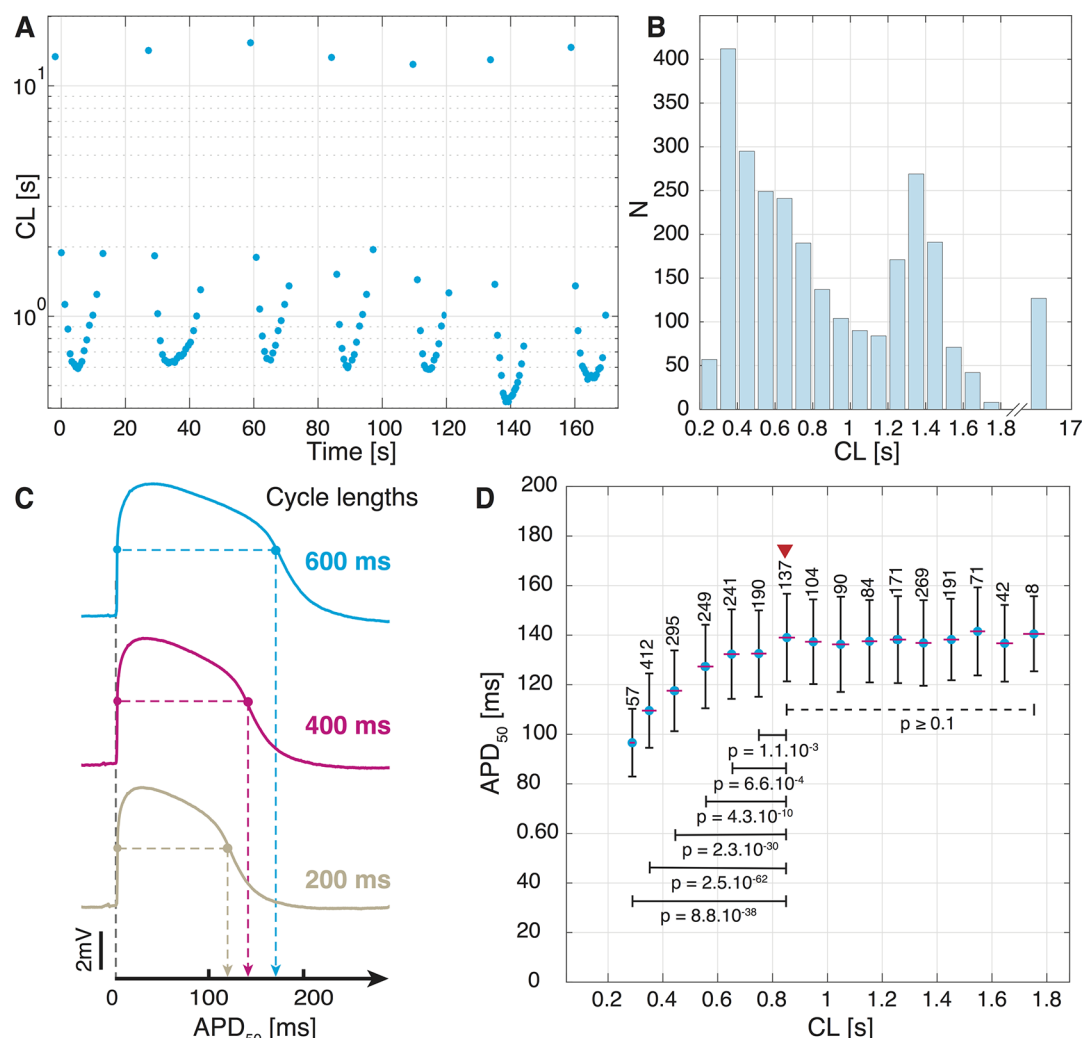 A
10¹
10⁰
CL [s]
0 20 40 60 80 100 120 140 160
Time [s]
B
400
350
300
250
200
150
100
50
0
N
0.2 0.4 0.6 0.8 1 1.2 1.4 1.6 1.8 17
CL [s]
C
Cycle lengths
600 ms
400 ms
200 ms
2mV
0 100 200
APD₅₀ [ms]
D
200
180
160
140
120
100
80
0.60
40
20
0
APD₅₀ [ms]
57 412 295 249 241 190 137 104 90 84 171 269 191 71 42 8
p ≥ 0.1
p = 1.1.10⁻³
p = 6.6.10⁻⁴
p = 4.3.10⁻¹⁰
p = 2.3.10⁻³⁰
p = 2.5.10⁻⁶²
p = 8.8.10⁻³⁸
0.2 0.4 0.6 0.8 1 1.2 1.4 1.6 1.8
CL [s]